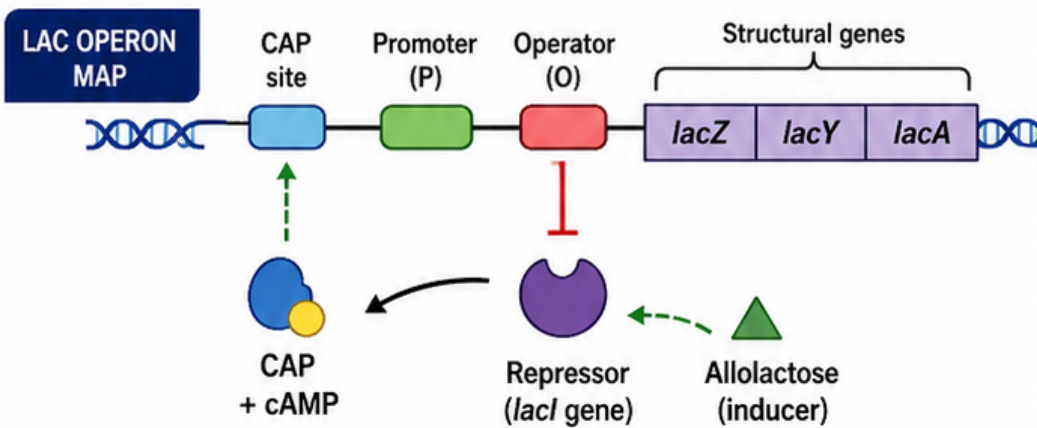 LAC OPERON
MAP
CAP
site
Promoter
(P)
Operator
(O)
Structural genes
lacZ
lacY
lacA
CAP
+ cAMP
Repressor
(lacI gene)
Allolactose
(inducer)